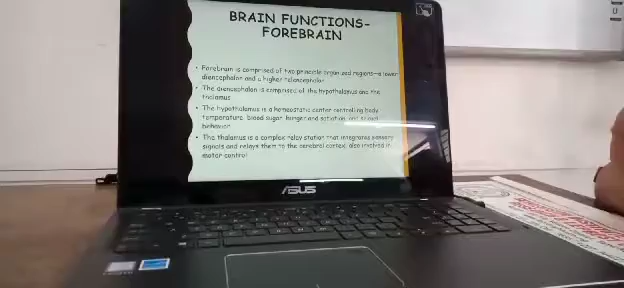 BRAIN FUNCTIONS-
FOREBRAIN
• Forebrain is comprised of two principle organized regions—a lower
diencephalon and a higher telencephalon
• The diencephalon is comprised of the hypothalamus and the
thalamus
• The hypothalamus is a homeostatic center controlling body
temperature, blood sugar, hunger and satiation, and sexual
behavior
• The thalamus is a complex relay station that integrates sensory
signals and relays them to the cerebral cortex, also involved in
motor control
ASUS